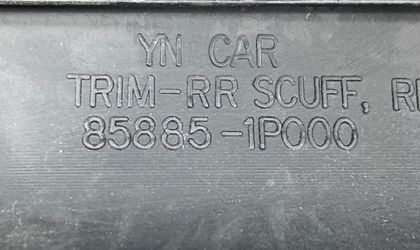 YN CAR
TRIM-RR SCUFF, R
85885-1P000